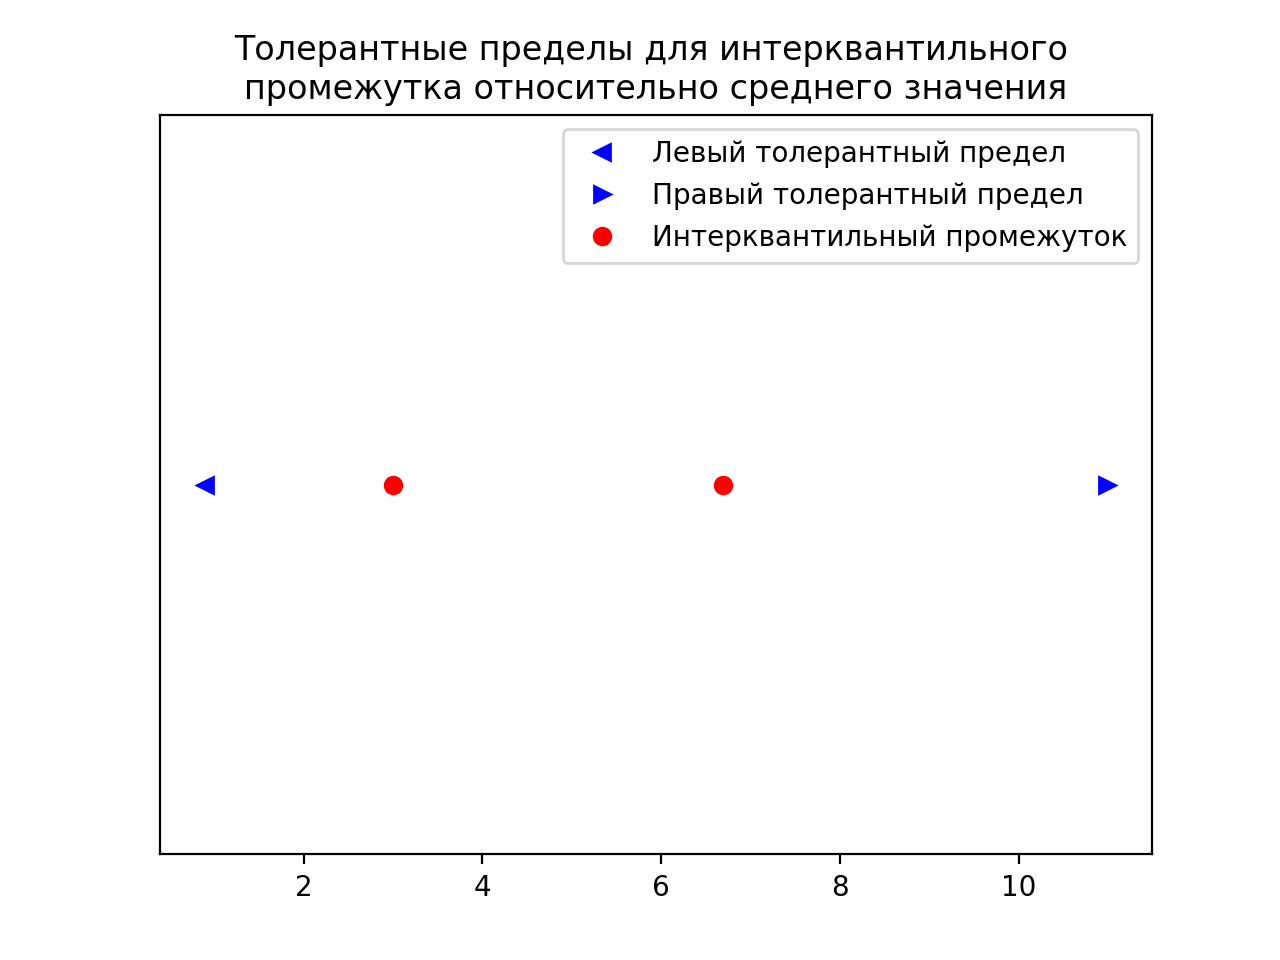 Толерантные пределы для интерквантильного
промежутка относительно среднего значения
Левый толерантный предел
Правый толерантный предел
Интерквантильный промежуток
2 4 6 8 10